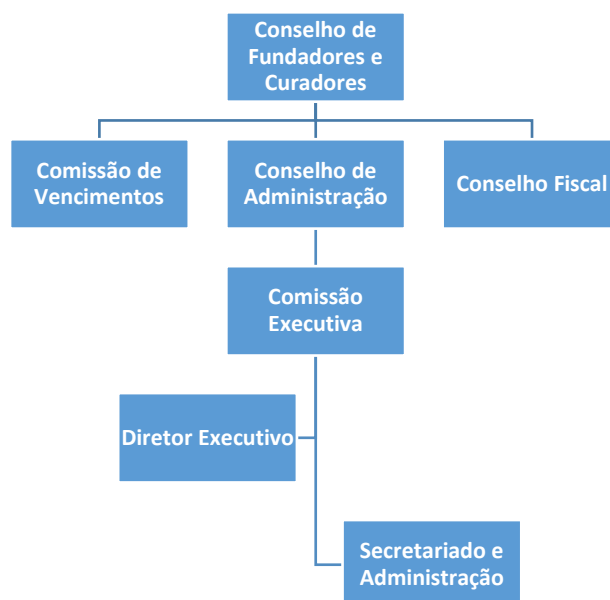 Conselho de
Fundadores e
Curadores
Comissão de
Vencimentos
Conselho de
Administração
Conselho Fiscal
Comissão
Executiva
Diretor Executivo
Secretariado e
Administração